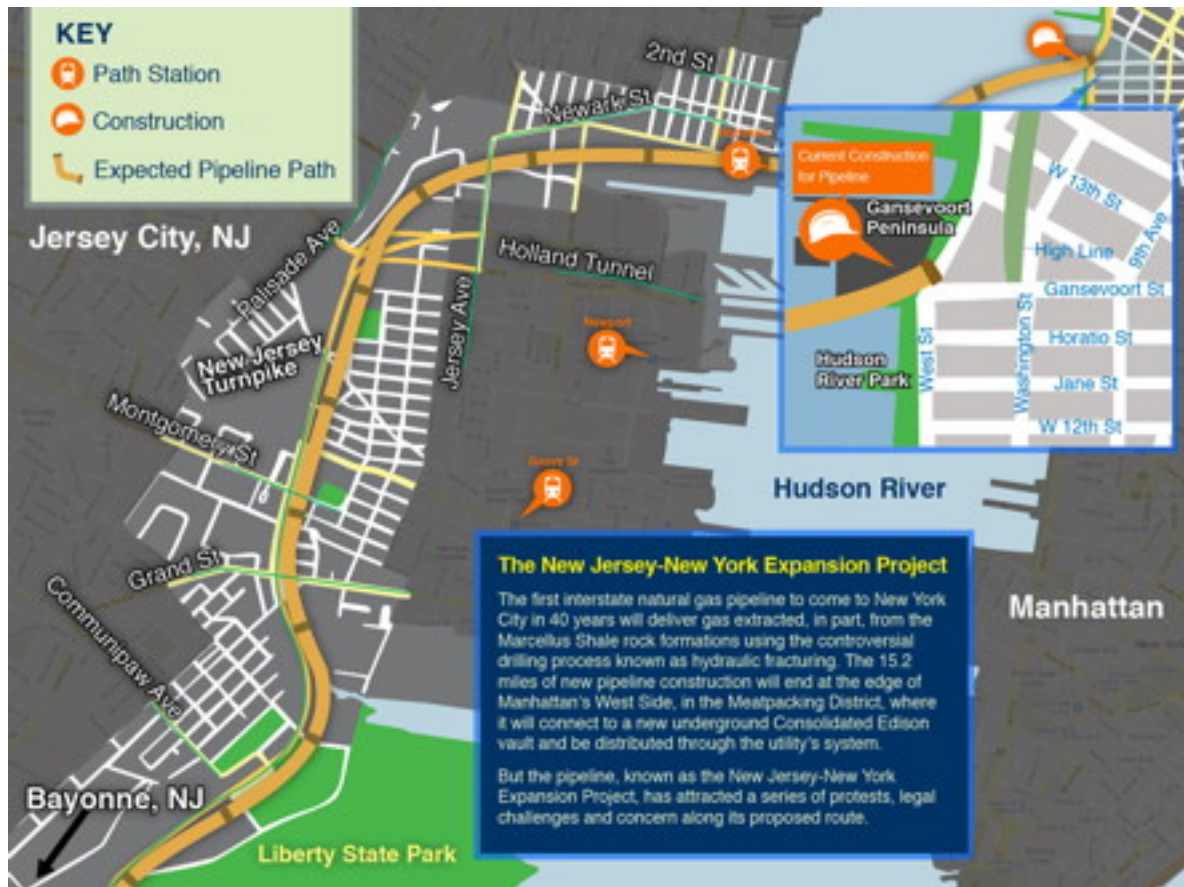 KEY
Path Station
Construction
Expected Pipeline Path
Jersey City, NJ
2nd St
Newark St
Palisade Ave
Holland Tunnel
Jersey Ave
New Jersey
Turnpike
Newport
Montgomery St
Grove St
Grand St
Communipaw Ave
Bayonne, NJ
Liberty State Park
Current Construction
for Pipeline
Gansevoort
Peninsula
W 13th St
9th Ave
High Line
Gansevoort St
Washington St
Horatio St
West St
Hudson
River Park
Jane St
W 12th St
Hudson River
Manhattan
The New Jersey-New York Expansion Project
The first interstate natural gas pipeline to come to New York
City in 40 years will deliver gas extracted, in part, from the
Marcellus Shale rock formations using the controversial
drilling process known as hydraulic fracturing. The 15.2
miles of new pipeline construction will end at the edge of
Manhattan's West Side, in the Meatpacking District, where
it will connect to a new underground Consolidated Edison
vault and be distributed through the utility's system.
But the pipeline, known as the New Jersey-New York
Expansion Project, has attracted a series of protests, legal
challenges and concern along its proposed route.